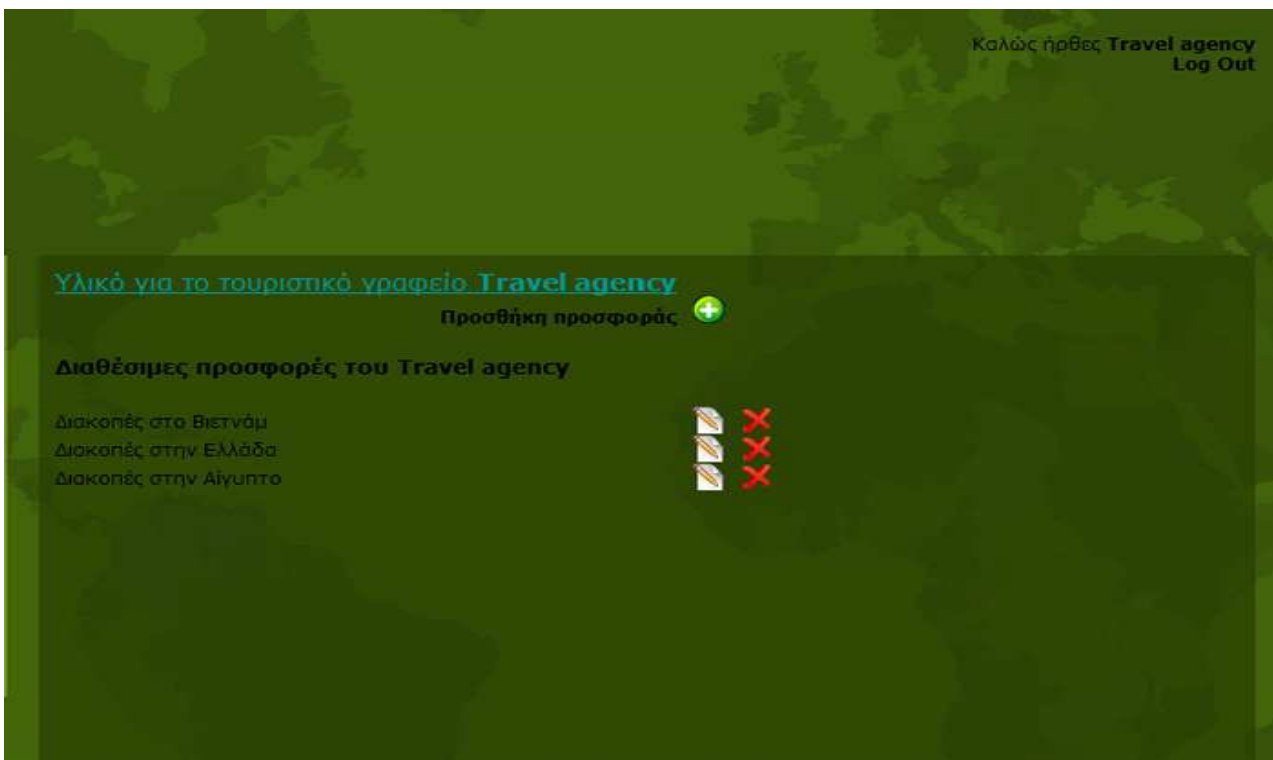 Καλώς ήρθες Travel agency
Log Out
Υλικό για το τουριστικό γραφείο Travel agency
Προσθήκη προσφοράς
Διαθέσιμες προσφορές του Travel agency
Διακοπές στο Βιετνάμ
Διακοπές στην Ελλάδα
Διακοπές στην Αίγυπτο